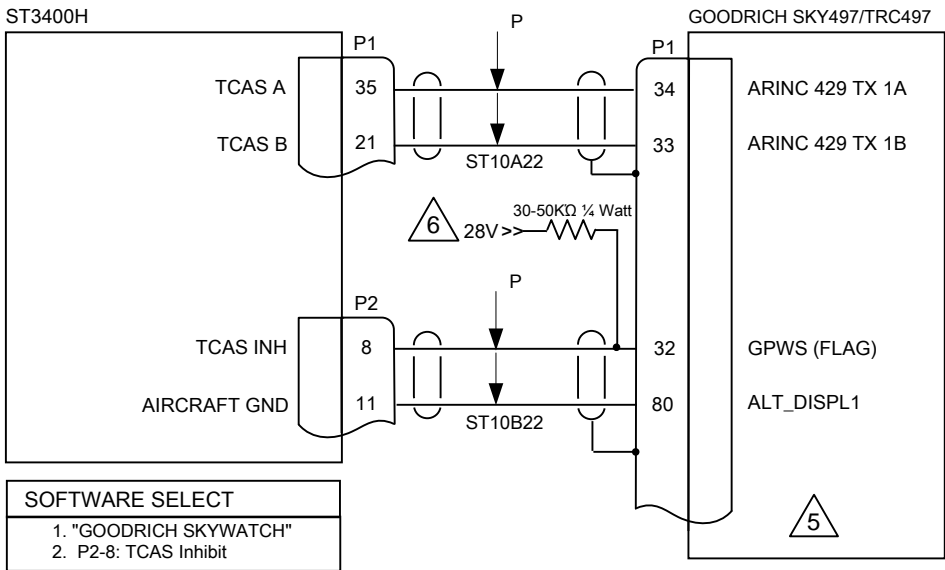 ST3400H
GOODRICH SKY497/TRC497
P
P1
P1
TCAS A
35
34
ARINC 429 TX 1A
TCAS B
21
33
ARINC 429 TX 1B
ST10A22
30-50KΩ ¼ Watt
6
28V >>
P
P2
TCAS INH
8
32
GPWS (FLAG)
AIRCRAFT GND
11
80
ALT_DISPL1
ST10B22
5
SOFTWARE SELECT
1. "GOODRICH SKYWATCH"
2. P2-8: TCAS Inhibit